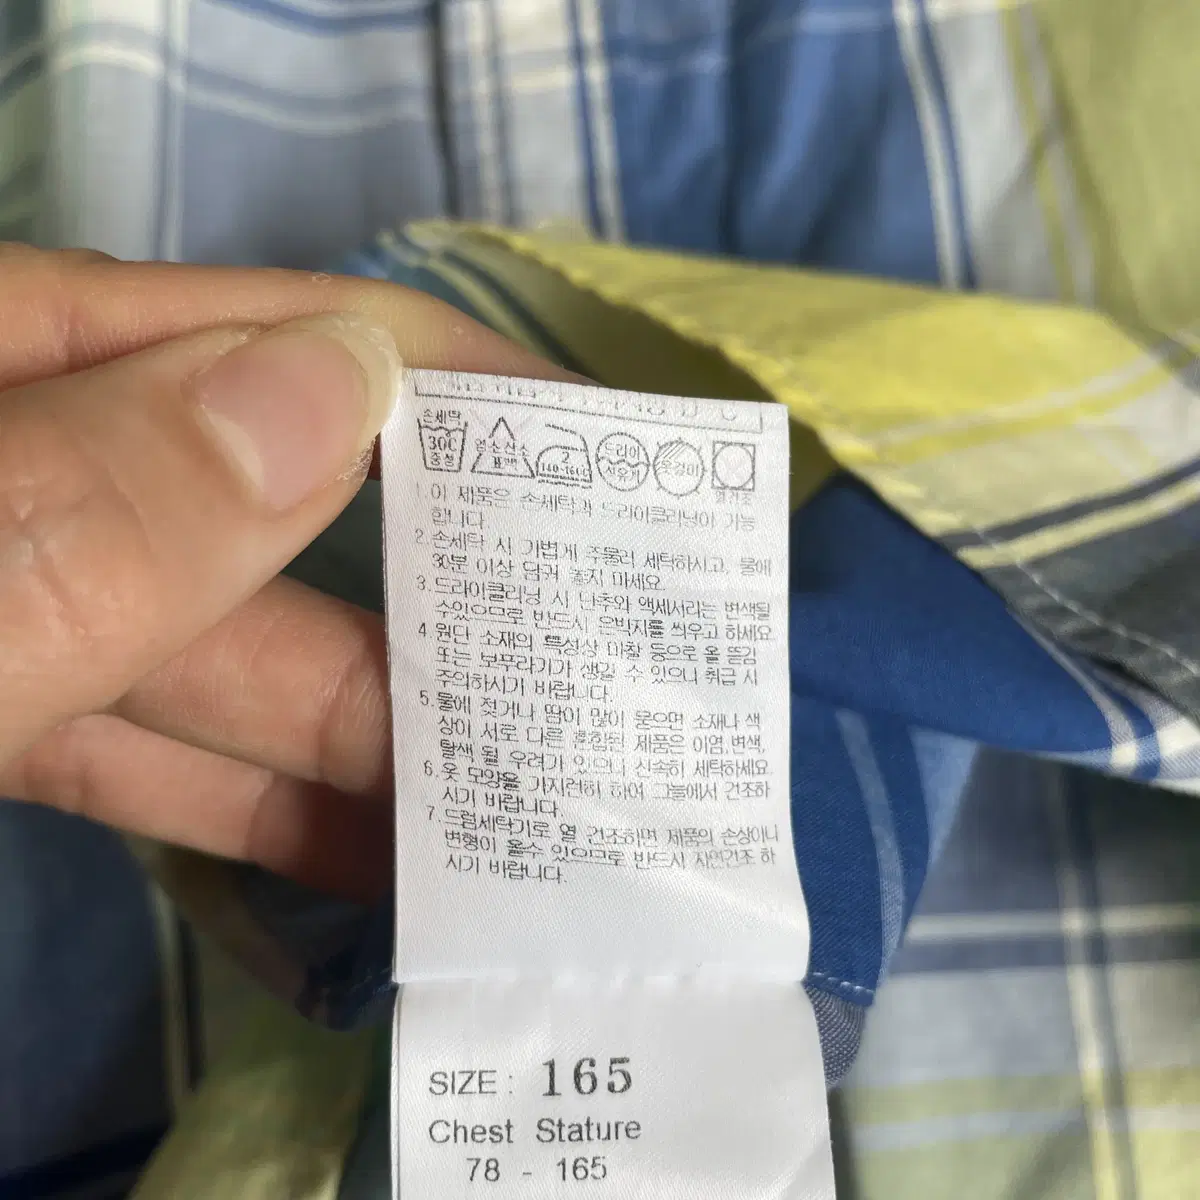 손세탁
30C
중성
염소산소
표백
2
140-160C
드라이
석유계
옷걸이
1.이 제품은 손세탁과 드라이클리닝이 가능
합니다.
2.손세탁 시 가볍게 주물러 세탁하시고, 물에
30분 이상 담궈 놓지 마세요.
3.드라이클리닝 시 단추와 액세서리는 변색될
수있으므로 반드시 은박지를 씌우고 하세요.
4.원단 소재의 특성상 마찰 등으로 올 뜯김
또는 보푸라기가 생길 수 있으니 취급 시
주의하시기 바랍니다.
5.물에 젖거나 땀이 많이 묻으면 소재나 색
상이 서로 다른 혼합된 제품은 이염,변색,
탈색 될 우려가 있으니 신속히 세탁하세요.
6.옷 모양을 가지런히 하여 그늘에서 건조하
시기 바랍니다.
7.드럼세탁기로 열 건조하면 제품의 손상이나
변형이 올수 있으므로 반드시 자연건조 하
시기 바랍니다.
SIZE : 165
Chest Stature
78 - 165